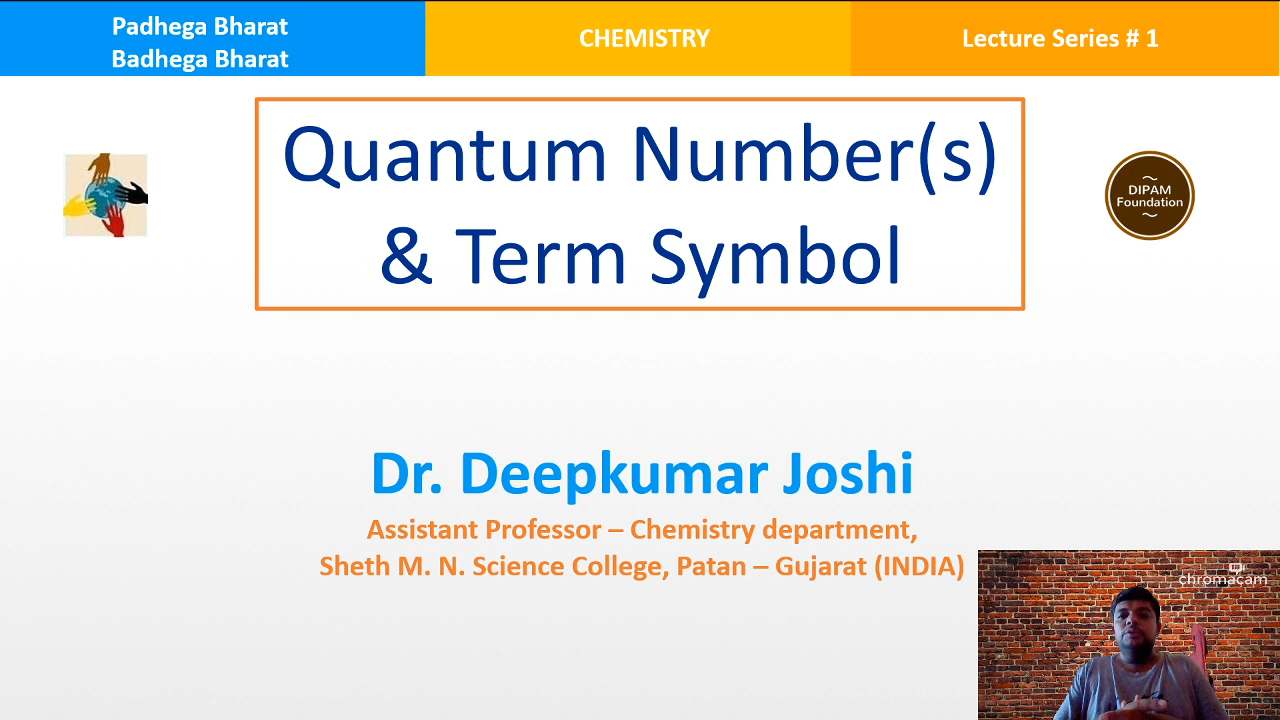 Padhega Bharat
Badhega Bharat
CHEMISTRY
Lecture Series # 1
Quantum Number(s)
& Term Symbol
DIPAM
Foundation
Dr. Deepkumar Joshi
Assistant Professor – Chemistry department,
Sheth M. N. Science College, Patan – Gujarat (INDIA)
chromacam